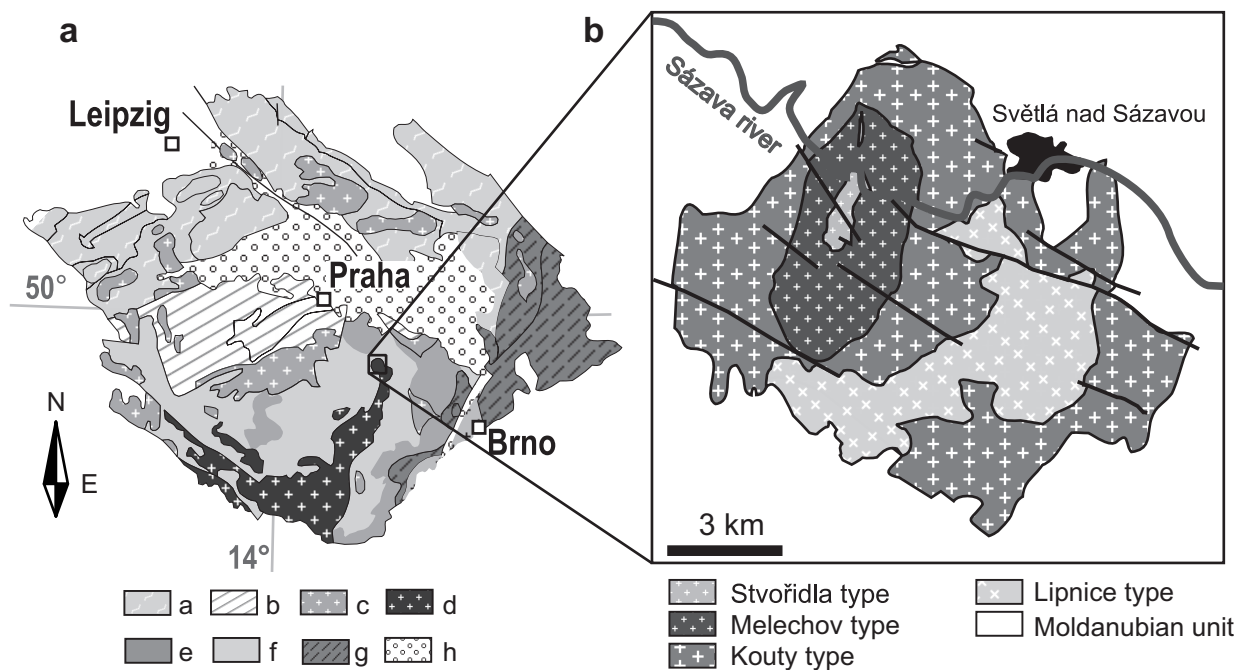 a
Leipzig
50°
Praha
Brno
N
E
14°
a
b
c
d
e
f
g
h
b
Sázava river
Světlá nad Sázavou
3 km
Stvořidla type
Melechov type
Kouty type
Lipnice type
Moldanubian unit